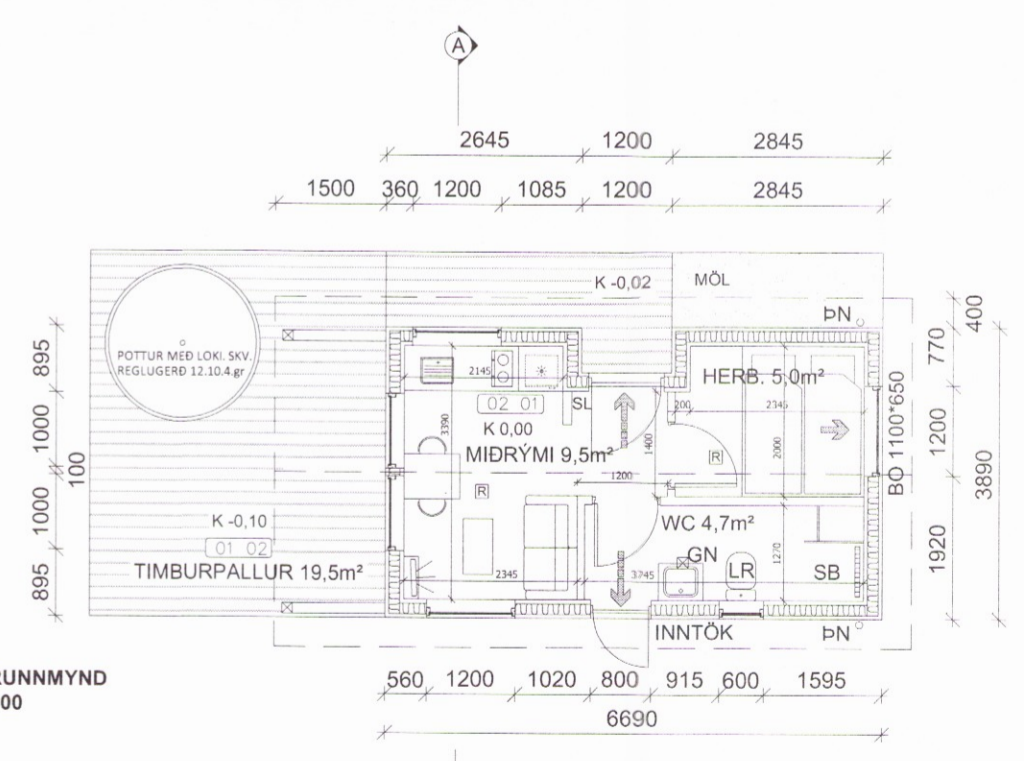 A
2645 1200 2845
1500 360 1200 1085 1200 2845
K -0,02
MÖL
ÞN
400
POTTUR MEÐ LOKI. SKV.
REGLUGERÐ 12.10.4.gr
895
770
2145
HERB. 5,0m²
02 01
SL
200
2345
K 0,00
3390
MIÐRÝMI 9,5m²
1400
2000
R
1000
1200
BO 1100*650
3890
100
1200
R
K -0,10
01 02
1000
WC 4,7m²
GN
LR
SB
1270
1920
TIMBURPALLUR 19,5m²
2345
3745
895
INNTÖK
ÞN
RUNNMYND
00
560 1200 1020 800 915 600 1595
6690